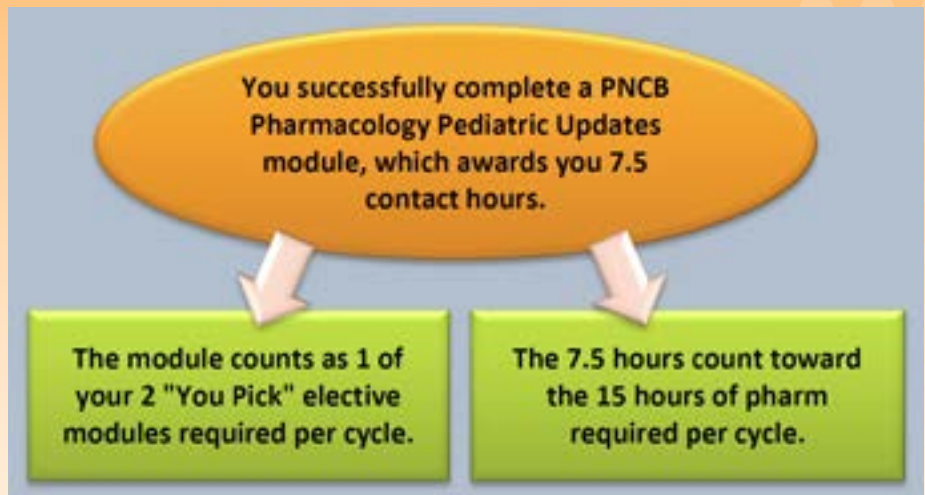 You successfully complete a PNCB
Pharmacology Pediatric Updates
module, which awards you 7.5
contact hours.
The module counts as 1 of
your 2 "You Pick" elective
modules required per cycle.
The 7.5 hours count toward
the 15 hours of pharm
required per cycle.